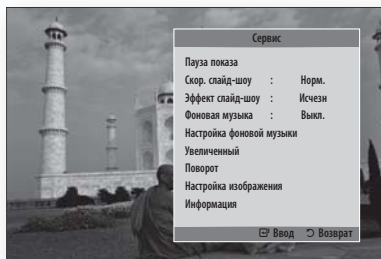 Сервис
Пауза показа
Скор. слайд-шоу : Норм.
Эффект слайд-шоу : Исчезн
Фоновая музыка : Выкл.
Настройка фоновой музыки
Увеличенный
Поворот
Настройка изображения
Информация
Ввод Возврат